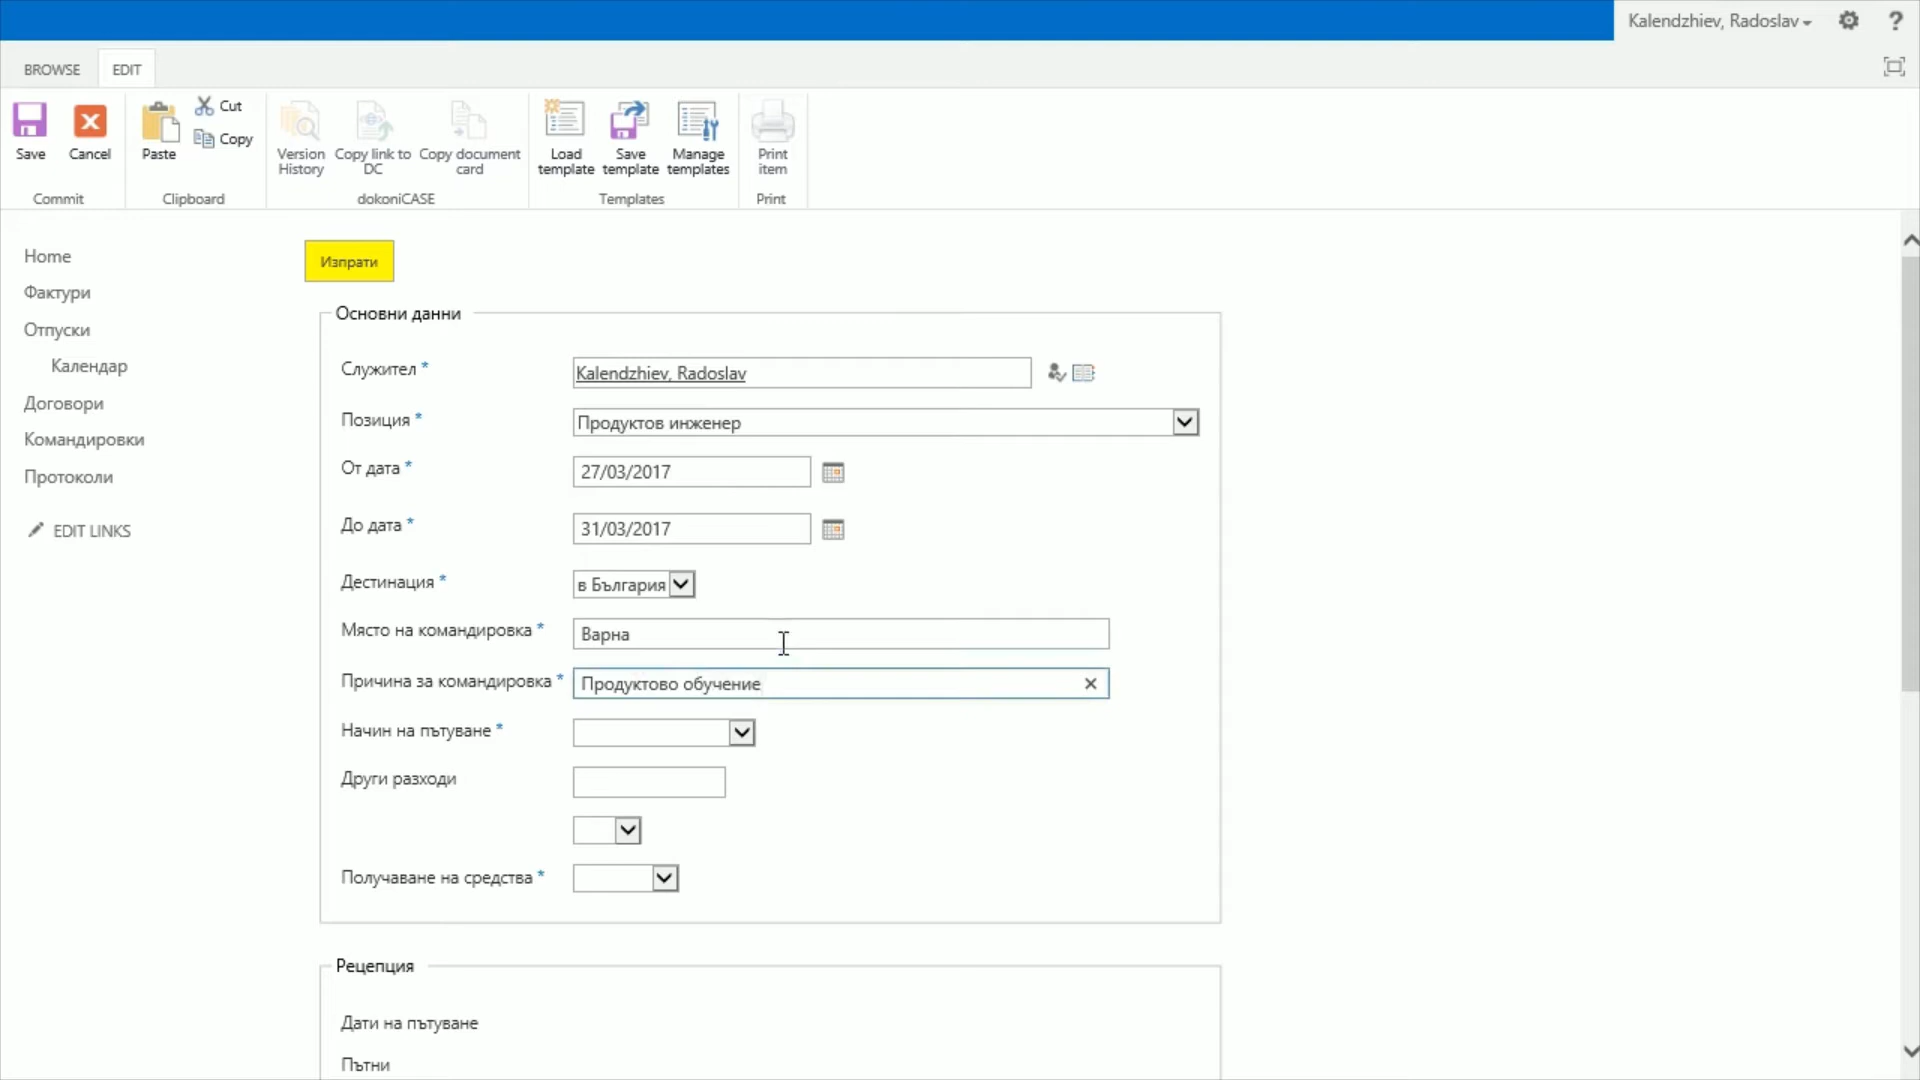 Kalendzhiev, Radoslav
?
BROWSE
EDIT
Save
Cancel
Commit
Paste
Cut
Copy
Clipboard
Version History
Copy link to DC
Copy document card
dokoniCASE
Load template
Save template
Manage templates
Templates
Print item
Print
Home
Фактури
Отпуски
Календар
Договори
Командировки
Протоколи
EDIT LINKS
Изпрати
Основни данни
Служител * Kalendzhiev, Radoslav
Позиция * Продуктов инженер
От дата * 27/03/2017
До дата * 31/03/2017
Дестинация * в България
Място на командировка * Варна
Причина за командировка * Продуктово обучение
Начин на пътуване *
Други разходи
Получаване на средства *
Рецепция
Дати на пътуване
Пътни